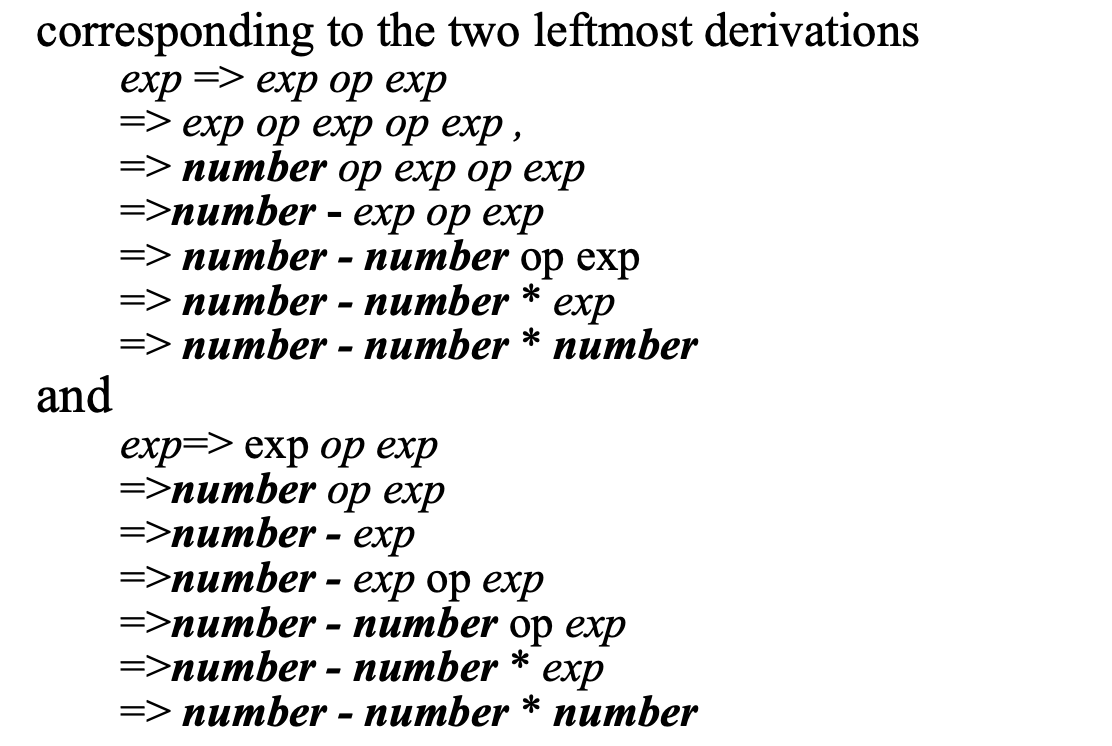 corresponding to the two leftmost derivations
exp => exp op exp
=> exp op exp op exp ,
=> number op exp op exp
=>number - exp op exp
=> number - number op exp
=> number - number * exp
=> number - number * number
and
exp=> exp op exp
=>number op exp
=>number - exp
=>number - exp op exp
=>number - number op exp
=>number - number * exp
=> number - number * number